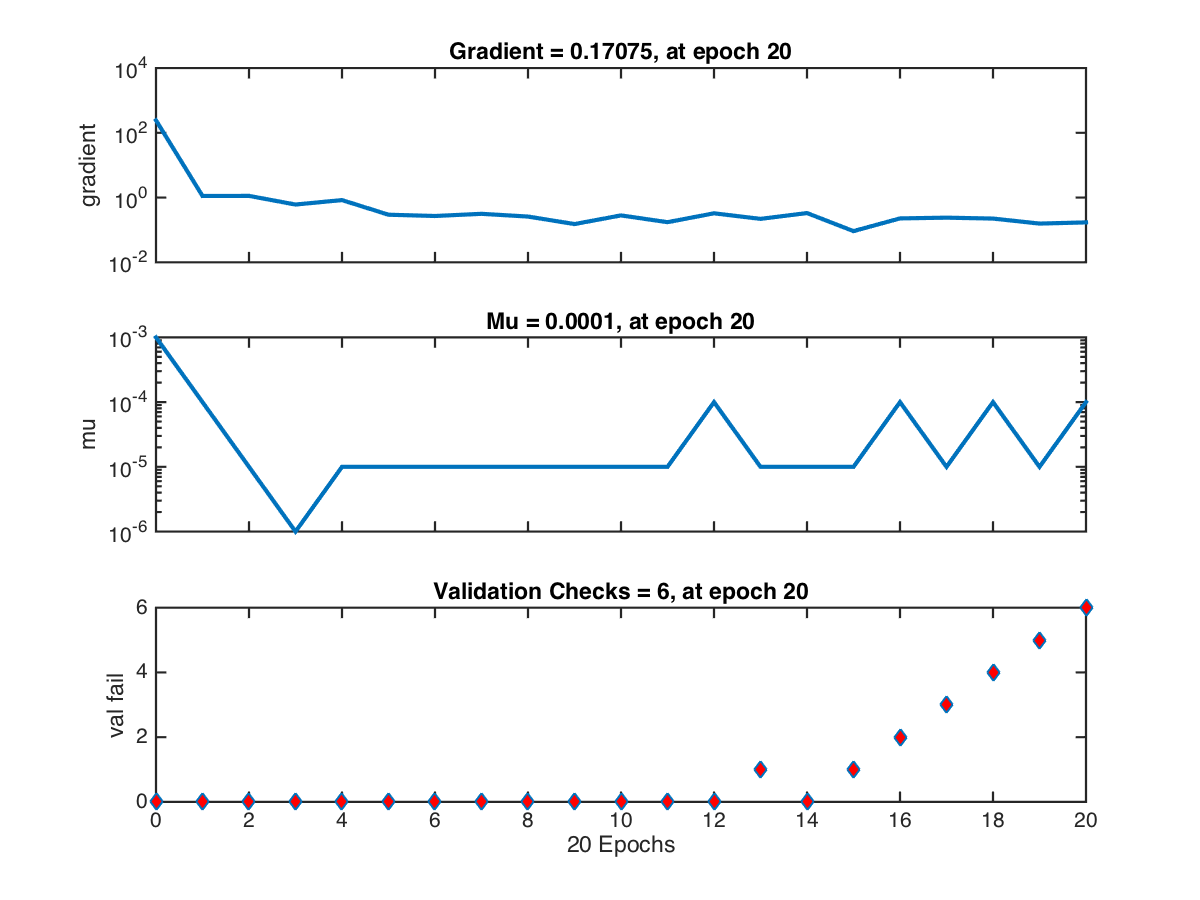 Gradient = 0.17075, at epoch 20
10^4
10^2
10^0
10^-2
gradient
Mu = 0.0001, at epoch 20
10^-3
10^-4
10^-5
10^-6
mu
Validation Checks = 6, at epoch 20
6
4
2
0
val fail
0 2 4 6 8 10 12 14 16 18 20
20 Epochs